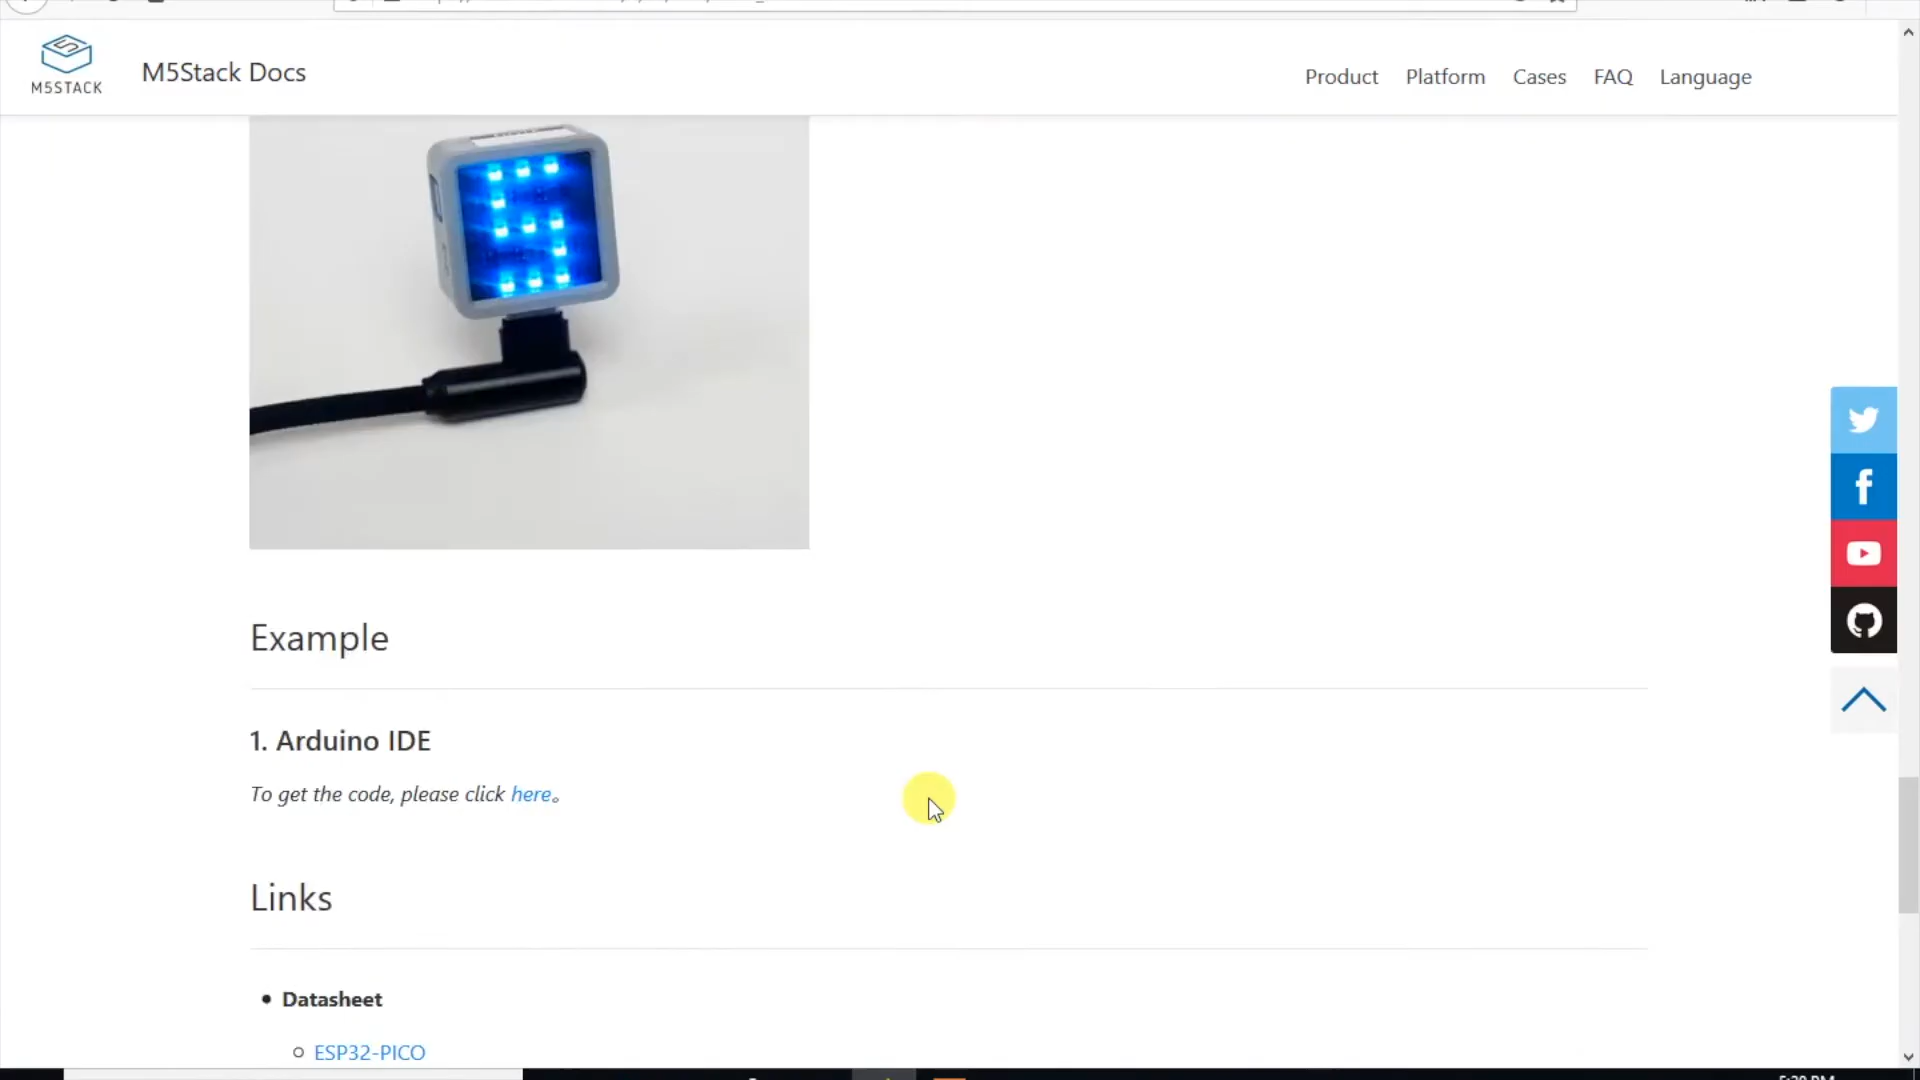 M5STACK
M5Stack Docs
Product
Platform
Cases
FAQ
Language
Example
1. Arduino IDE
To get the code, please click here。
Links
Datasheet
ESP32-PICO